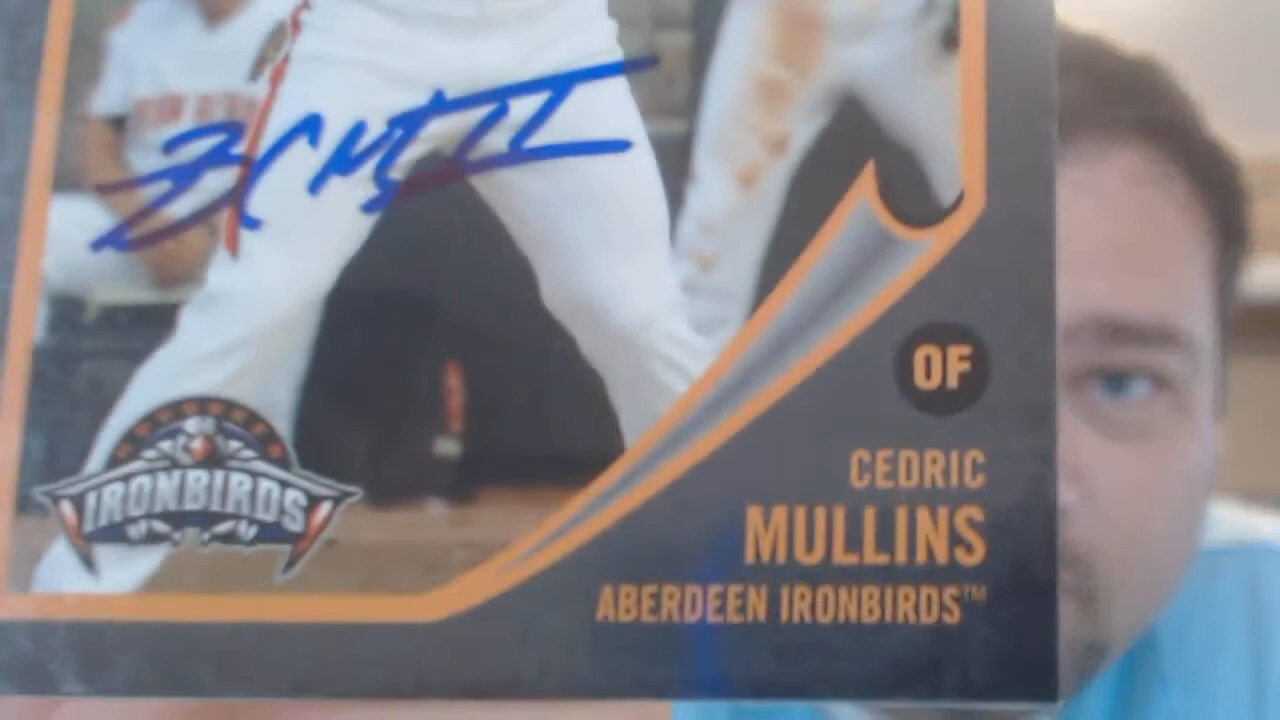 IRONBIRDS
OF
CEDRIC
MULLINS
ABERDEEN IRONBIRDS™